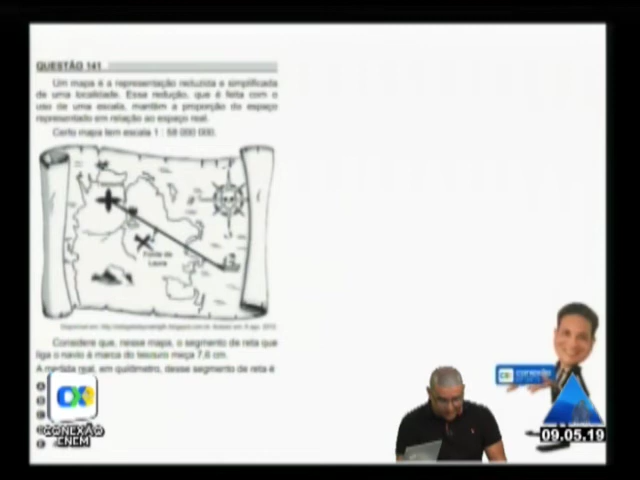 QUESTÃO 141
Um mapa é a representação reduzida e simplificada
de uma localidade. Essa redução, que é feita com o
uso de uma escala, mantém a proporção do espaço
representado em relação ao espaço real.
Certo mapa tem escala 1 : 58 000 000.
Considere que, nesse mapa, o segmento de reta que
liga o navio à marca do tesouro meça 7,6 cm.
A medida real, em quilômetro, desse segmento de reta é
conexão
CONEXÃO
ENEM
09.05.19